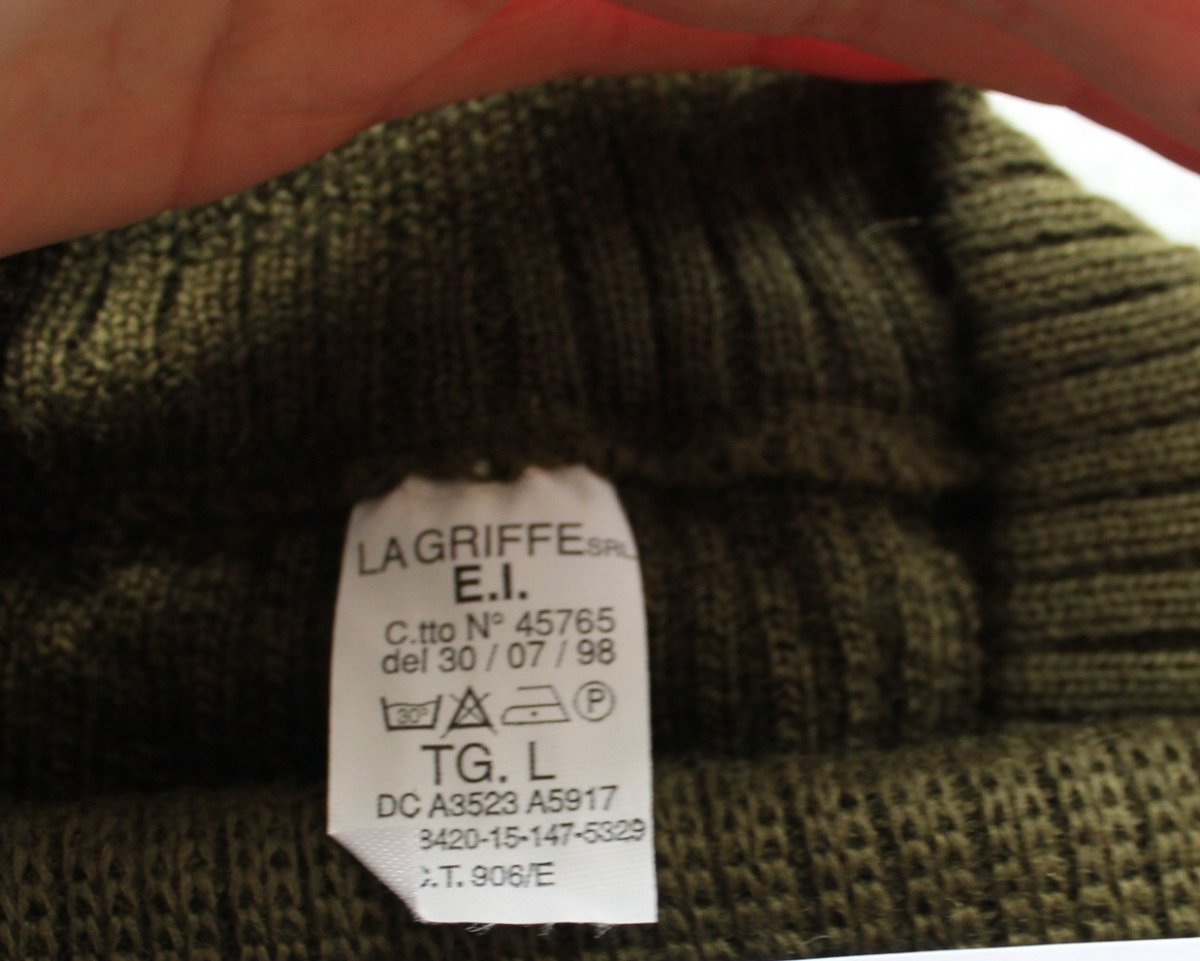 LA GRIFFE SRL
E.I.
C.tto N° 45765
del 30 / 07 / 98
30° P
TG. L
DC A3523 A5917
8420-15-147-5329
.T. 906/E